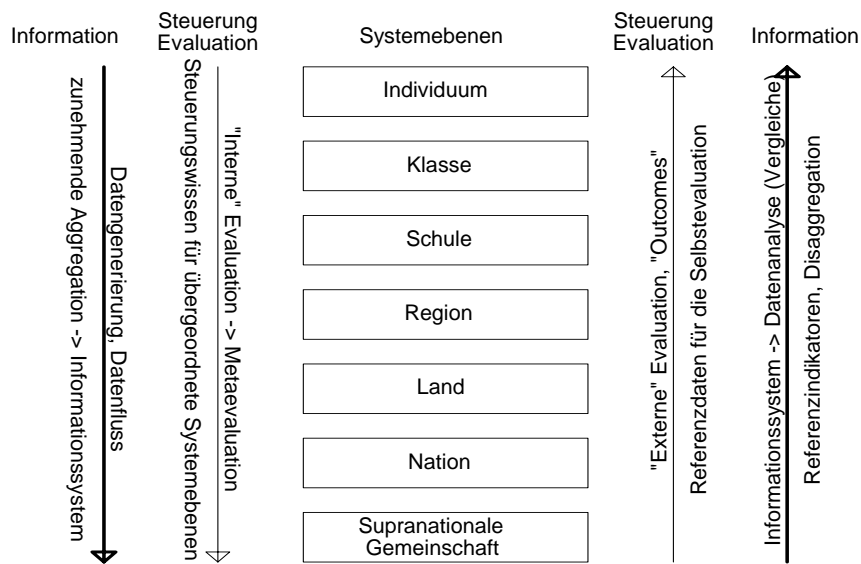 Information
Steuerung
Evaluation
Systemebenen
Steuerung
Evaluation
Information
zunehmende Aggregation -> Informationssystem
Datengenerierung, Datenfluss
Steuerungswissen für übergeordnete Systemebenen
"Interne" Evaluation -> Metaevaluation
Individuum
Klasse
Schule
Region
Land
Nation
Supranationale
Gemeinschaft
"Externe" Evaluation, "Outcomes"
Referenzdaten für die Selbstevaluation
Informationssystem -> Datenanalyse (Vergleiche)
Referenzindikatoren, Disaggregation